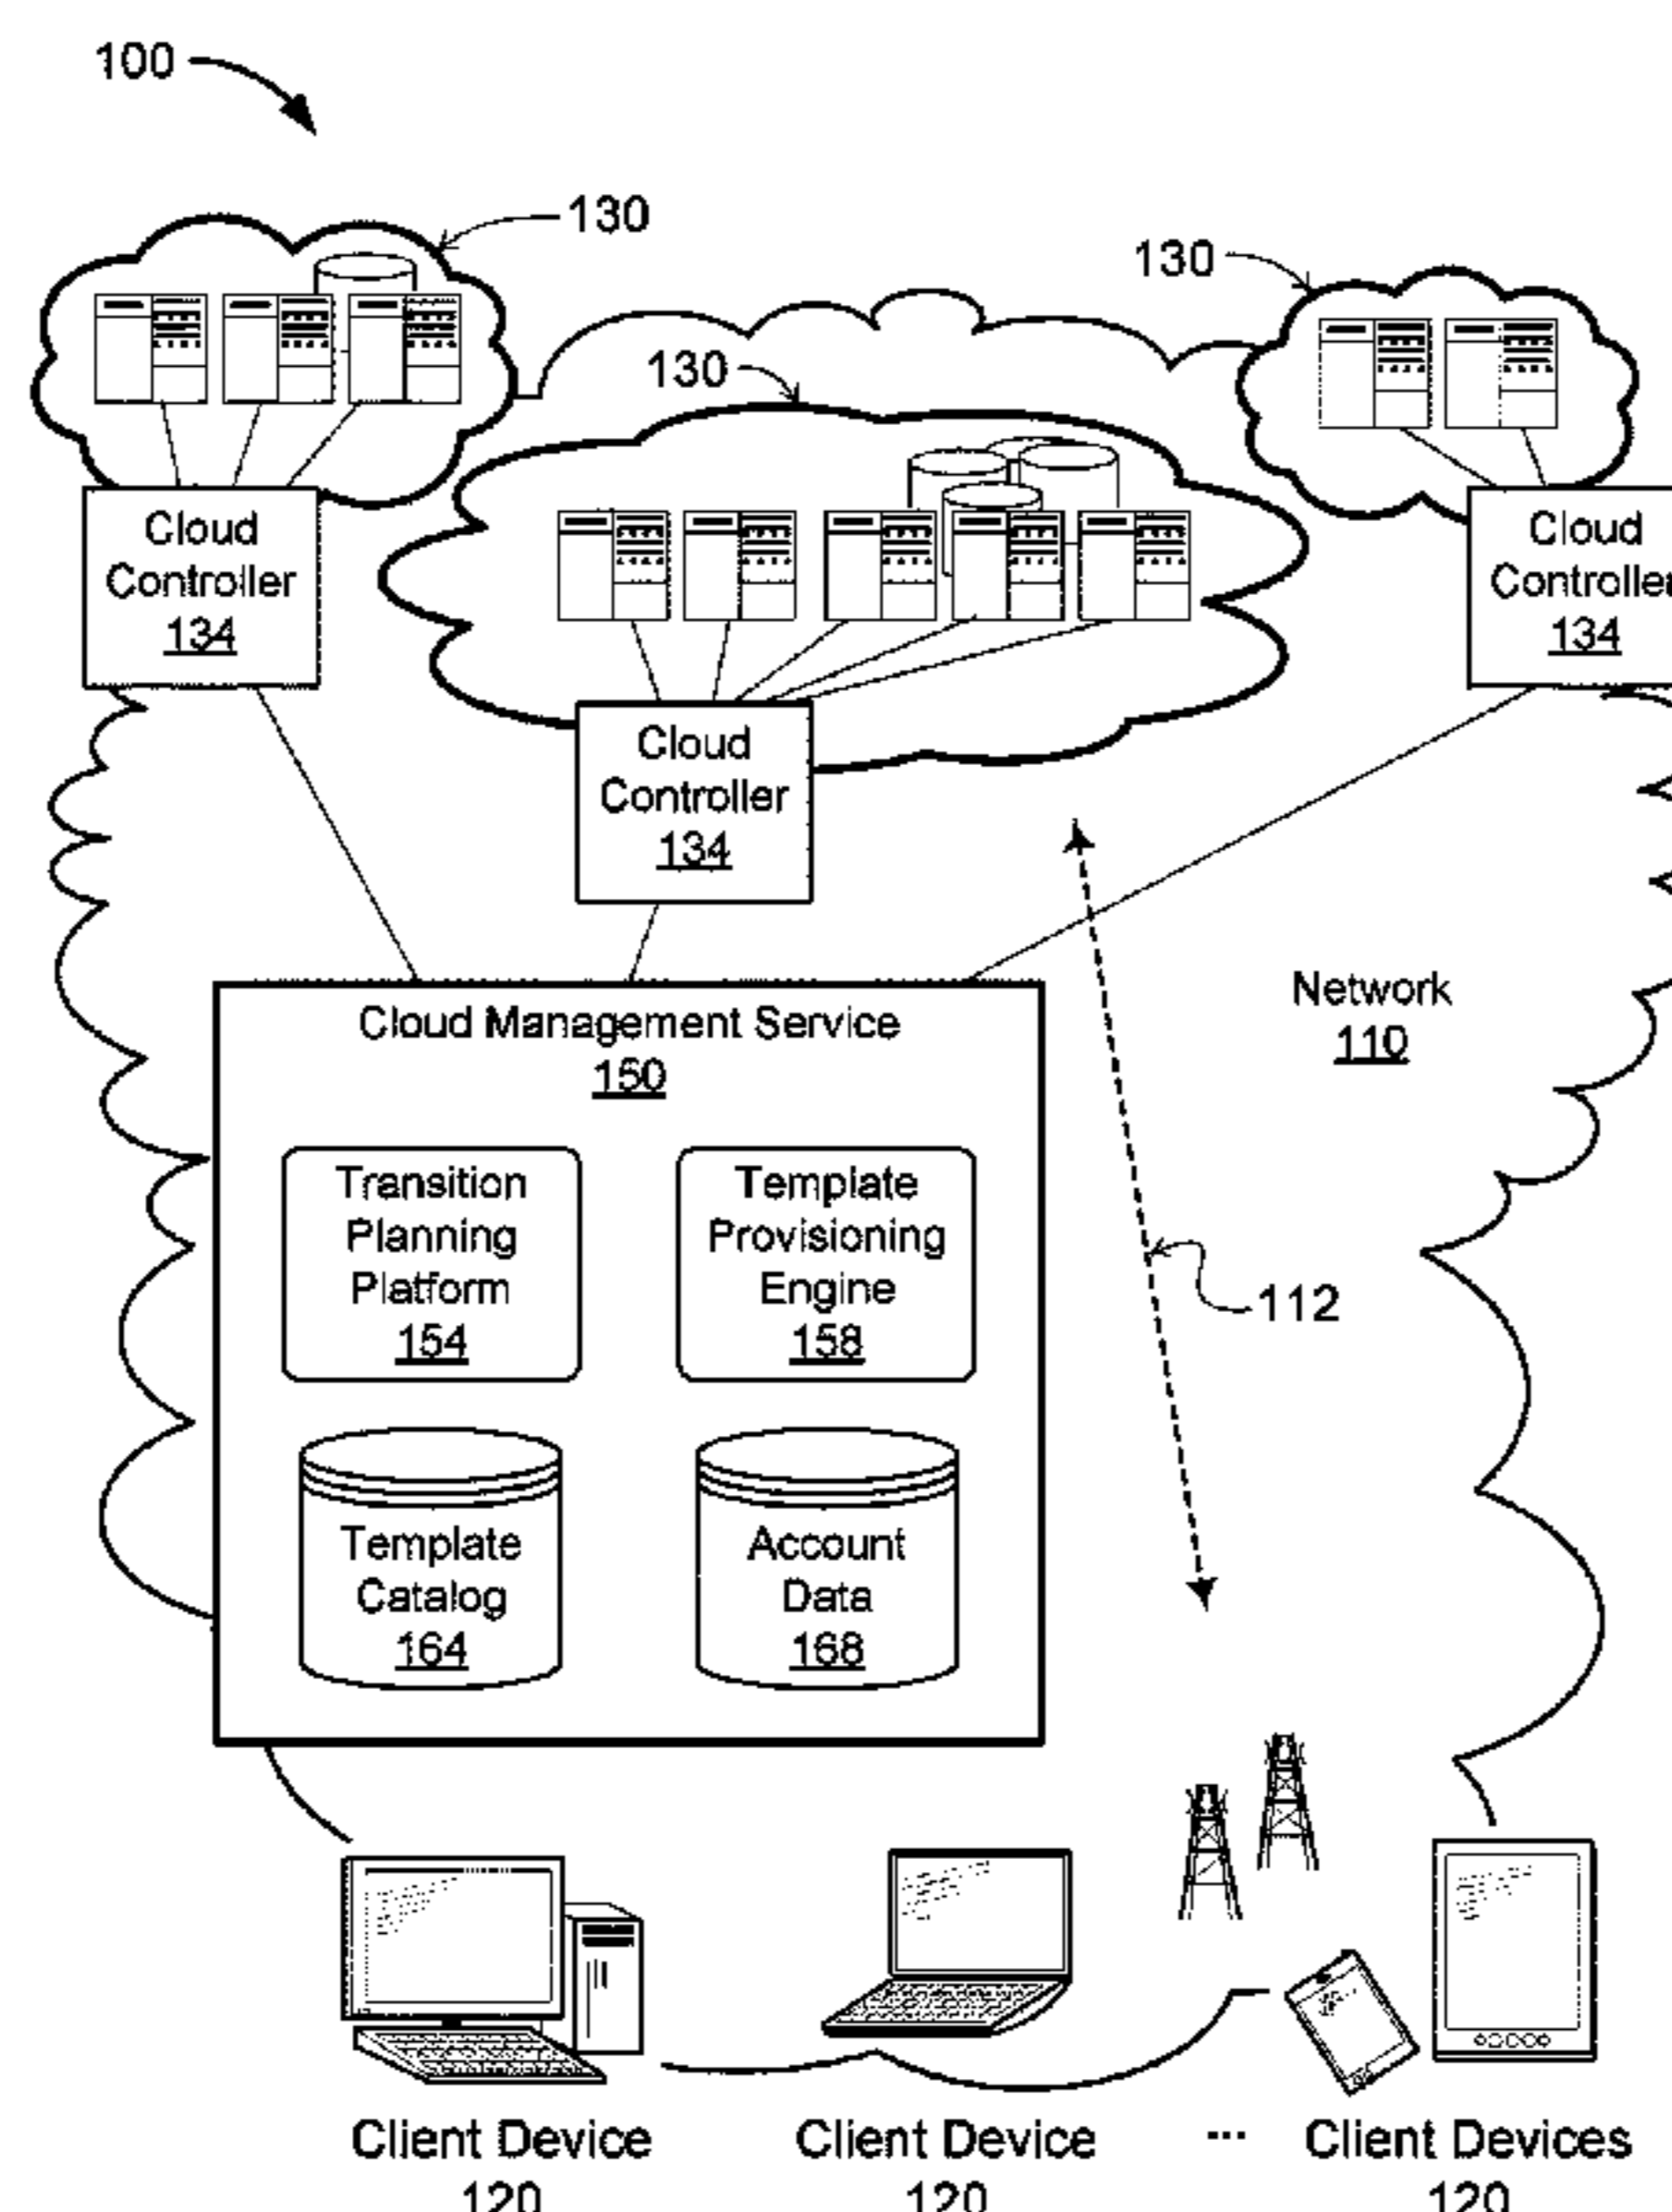 100
130
130
130
Cloud
Controller
134
Cloud
Controller
134
Cloud
Controller
134
Network
110
Cloud Management Service
150
Transition
Planning
Platform
154
Template
Provisioning
Engine
158
112
Template
Catalog
164
Account
Data
168
Client Device
120
Client Device
120
...
Client Devices
120